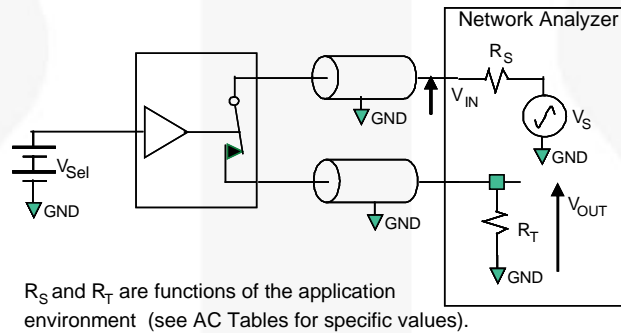 Network Analyzer
R_S
V_IN
GND
V_S
GND
V_Sel
GND
GND
V_OUT
R_T
GND
R_S and R_T are functions of the application
environment (see AC Tables for specific values).